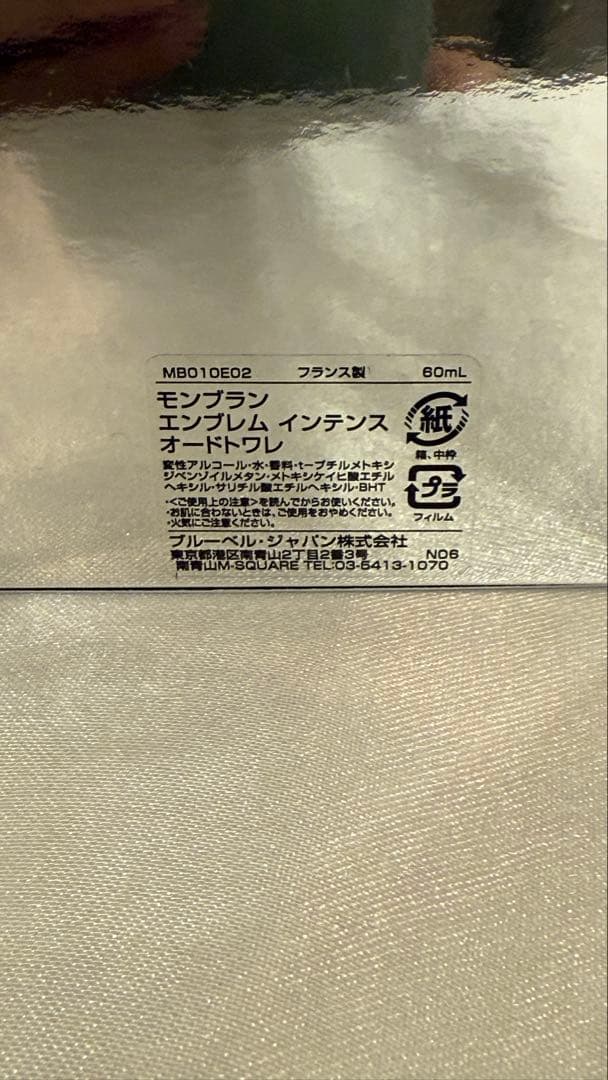 MB010E02 フランス製 60mL
モンブラン
エンブレム インテンス
オードトワレ
紙
箱、中枠
変性アルコール・水・香料・t-ブチルメトキシ
ジベンゾイルメタン・メトキシケイヒ酸エチル
ヘキシル・サリチル酸エチルヘキシル・BHT
プラ
フィルム
・<ご使用上の注意>を読んでからお使いください。
・お肌に合わないときは、ご使用をおやめください。
・火気にご注意ください。
ブルーベル・ジャパン株式会社
東京都港区南青山2丁目2番3号 N06
南青山M-SQUARE TEL:03-5413-1070